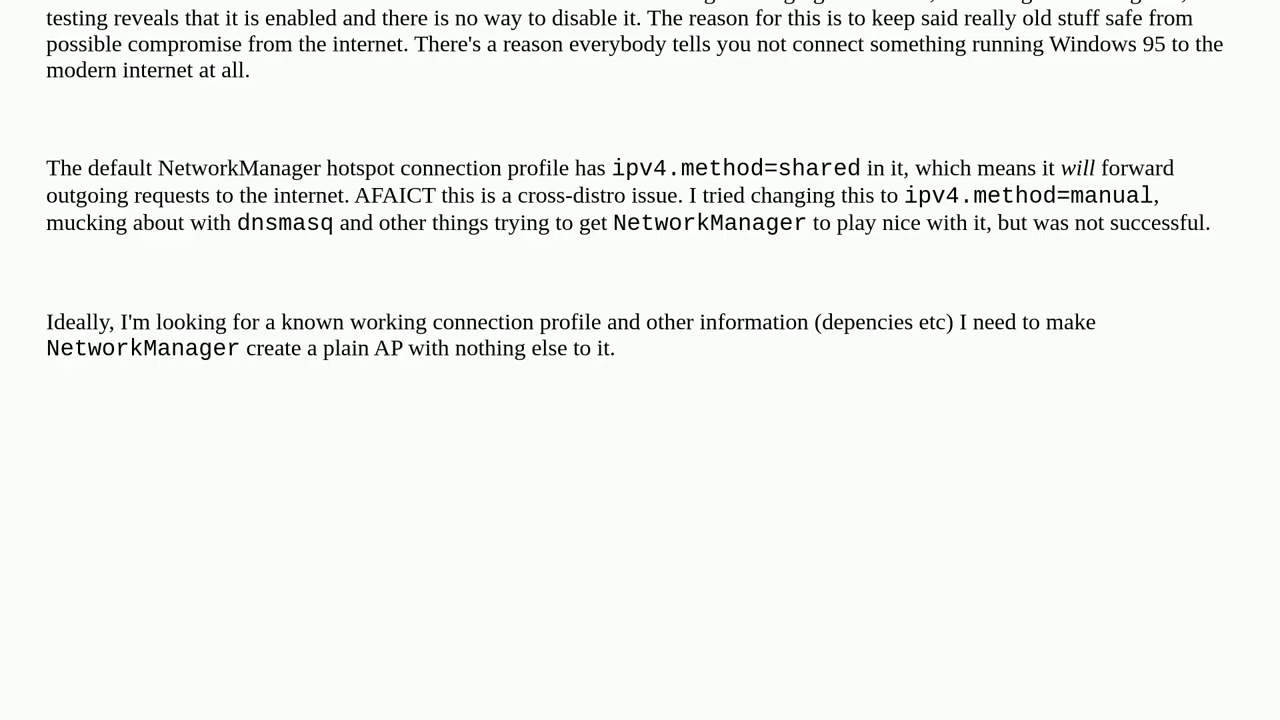 testing reveals that it is enabled and there is no way to disable it. The reason for this is to keep said really old stuff safe from
possible compromise from the internet. There's a reason everybody tells you not connect something running Windows 95 to the
modern internet at all.
The default NetworkManager hotspot connection profile has ipv4.method=shared in it, which means it will forward
outgoing requests to the internet. AFAICT this is a cross-distro issue. I tried changing this to ipv4.method=manual,
mucking about with dnsmasq and other things trying to get NetworkManager to play nice with it, but was not successful.
Ideally, I'm looking for a known working connection profile and other information (depencies etc) I need to make
NetworkManager create a plain AP with nothing else to it.